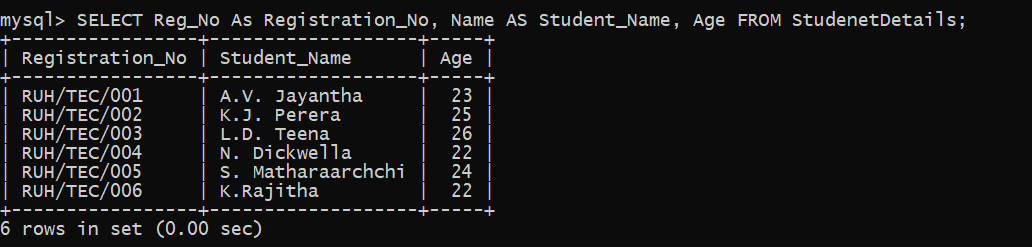 mysql> SELECT Reg_No As Registration_No, Name AS Student_Name, Age FROM StudenetDetails;
+-----------------+-------------------+-----+
| Registration_No | Student_Name      | Age |
+-----------------+-------------------+-----+
| RUH/TEC/001     | A.V. Jayantha     |  23 |
| RUH/TEC/002     | K.J. Perera       |  25 |
| RUH/TEC/003     | L.D. Teena        |  26 |
| RUH/TEC/004     | N. Dickwella      |  22 |
| RUH/TEC/005     | S. Matharaarchchi |  24 |
| RUH/TEC/006     | K.Rajitha         |  22 |
+-----------------+-------------------+-----+
6 rows in set (0.00 sec)